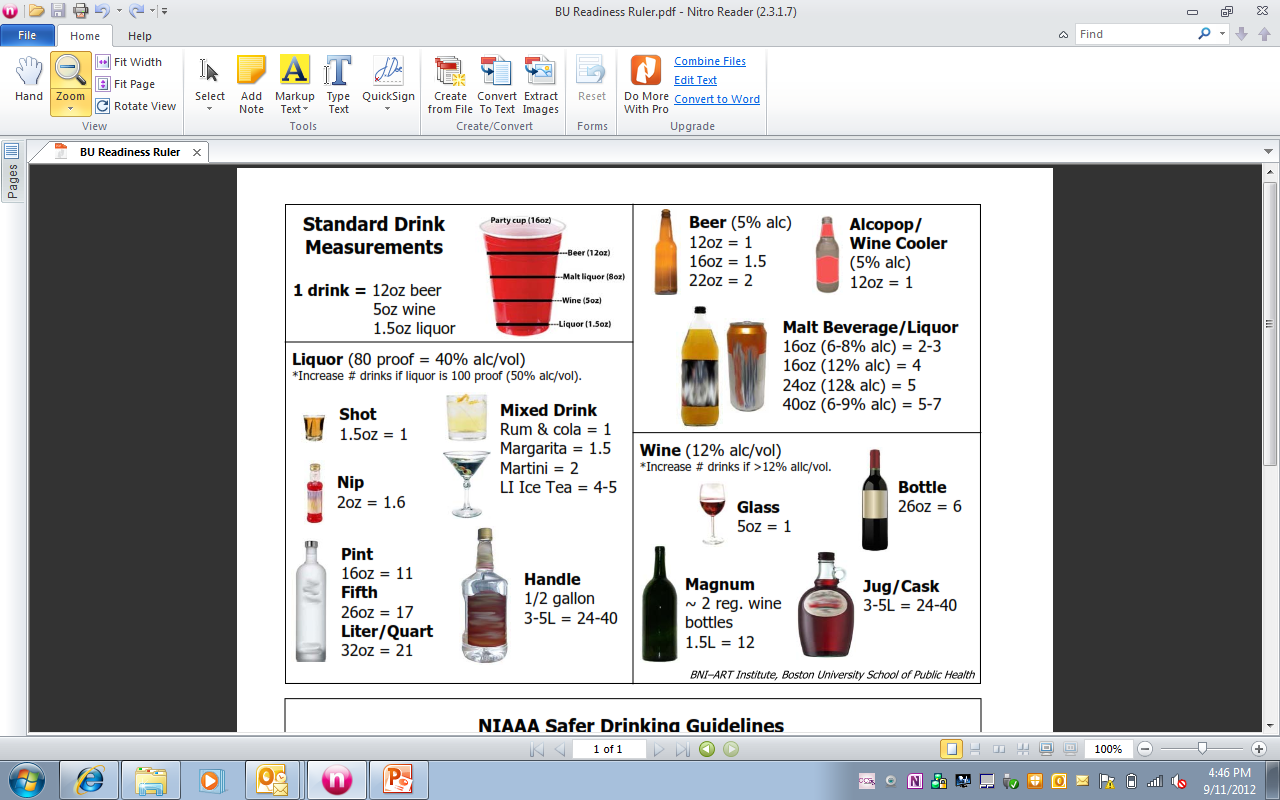 BU Readiness Ruler.pdf - Nitro Reader (2.3.1.7)
File
Home
Help
Find
Hand
Zoom
Fit Width
Fit Page
Rotate View
View
Select
Add
Note
Markup
Text
Type
Text
QuickSign
Tools
Create
from File
Convert
To Text
Extract
Images
Create/Convert
Reset
Forms
Do More
With Pro
Combine Files
Edit Text
Convert to Word
Upgrade
Pages
BU Readiness Ruler
Standard Drink
Measurements
1 drink = 12oz beer
5oz wine
1.5oz liquor
Party cup (16oz)
Beer (12oz)
Malt liquor (8oz)
Wine (5oz)
Liquor (1.5oz)
Beer (5% alc)
12oz = 1
16oz = 1.5
22oz = 2
Alcopop/
Wine Cooler
(5% alc)
12oz = 1
Malt Beverage/Liquor
16oz (6-8% alc) = 2-3
16oz (12% alc) = 4
24oz (12& alc) = 5
40oz (6-9% alc) = 5-7
Liquor (80 proof = 40% alc/vol)
*Increase # drinks if liquor is 100 proof (50% alc/vol).
Shot
1.5oz = 1
Mixed Drink
Rum & cola = 1
Margarita = 1.5
Martini = 2
LI Ice Tea = 4-5
Nip
2oz = 1.6
Pint
16oz = 11
Fifth
26oz = 17
Liter/Quart
32oz = 21
Handle
1/2 gallon
3-5L = 24-40
Wine (12% alc/vol)
*Increase # drinks if >12% allc/vol.
Glass
5oz = 1
Bottle
26oz = 6
Magnum
~ 2 reg. wine
bottles
1.5L = 12
Jug/Cask
3-5L = 24-40
BNI–ART Institute, Boston University School of Public Health
NIAAA Safer Drinking Guidelines
1 of 1
100%
4:46 PM
9/11/2012